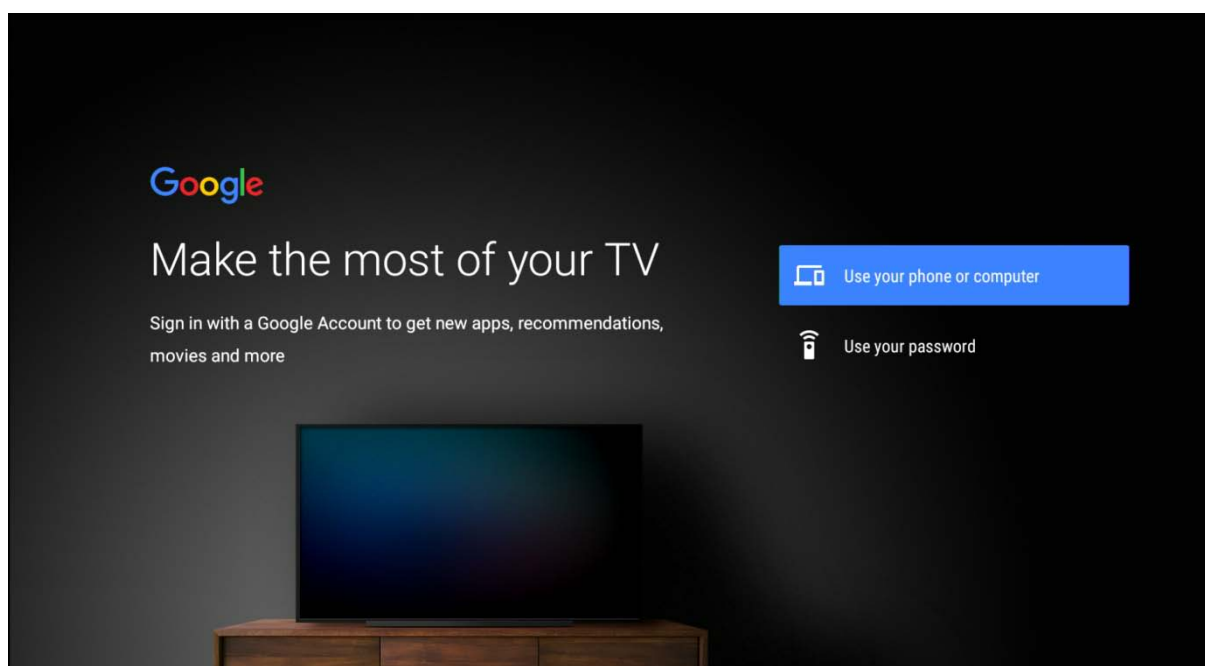 Google
Make the most of your TV
Sign in with a Google Account to get new apps, recommendations,
movies and more
Use your phone or computer
Use your password